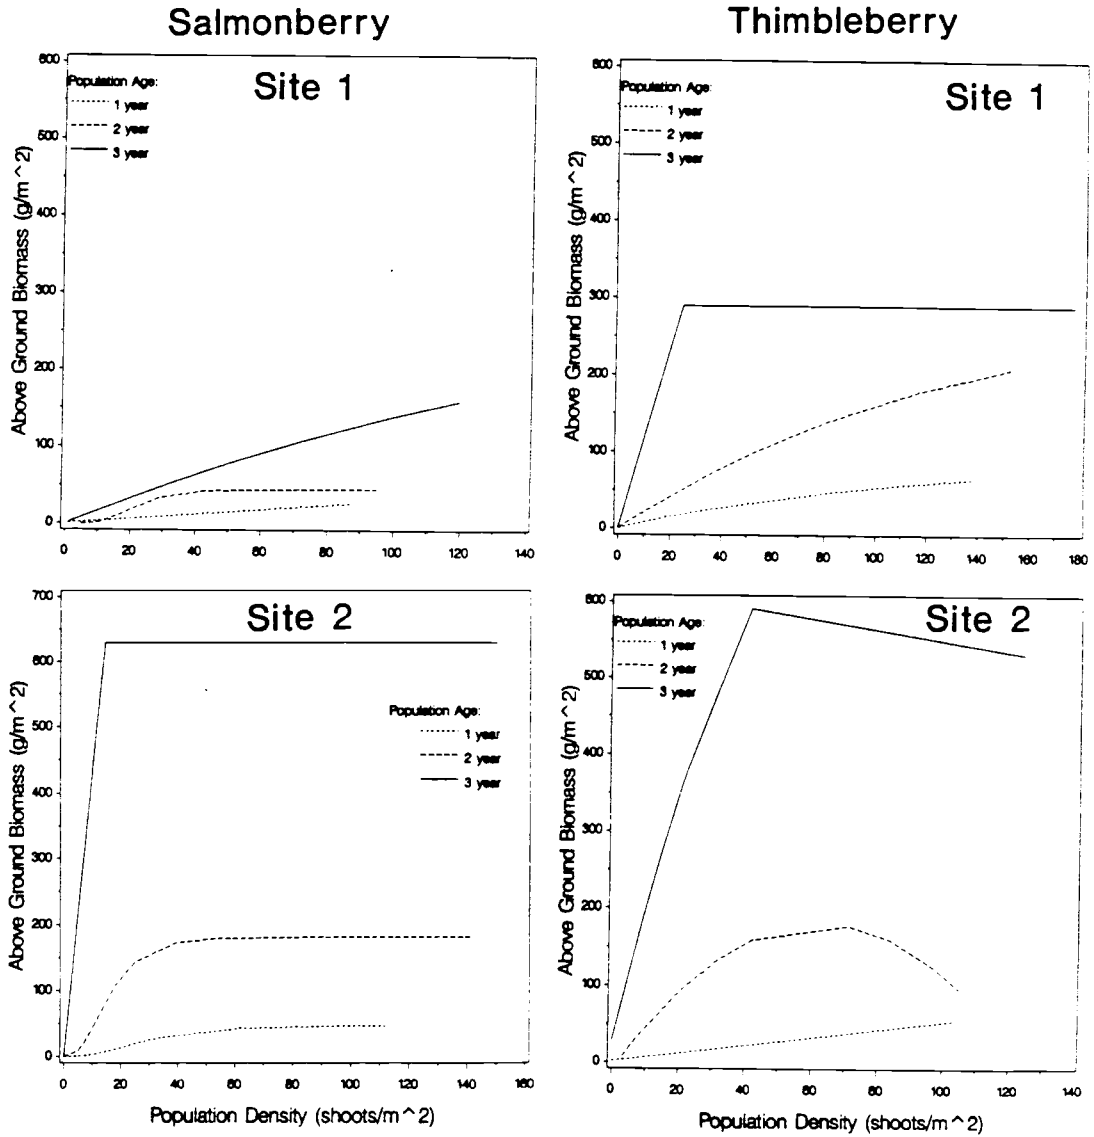 Salmonberry
Thimbleberry
Site 1
Population Age:
1 year
2 year
3 year
Above Ground Biomass (g/m^2)
600
500
400
300
200
100
0
0 20 40 60 80 100 120 140
Site 1
Population Age:
1 year
2 year
3 year
Above Ground Biomass (g/m^2)
600
500
400
300
200
100
0
0 20 40 60 80 100 120 140 160 180
Site 2
Population Age:
1 year
2 year
3 year
Above Ground Biomass (g/m^2)
700
600
500
400
300
200
100
0
0 20 40 60 80 100 120 140 160
Population Density (shoots/m^2)
Site 2
Population Age:
1 year
2 year
3 year
Above Ground Biomass (g/m^2)
600
500
400
300
200
100
0
0 20 40 60 80 100 120 140
Population Density (shoots/m^2)